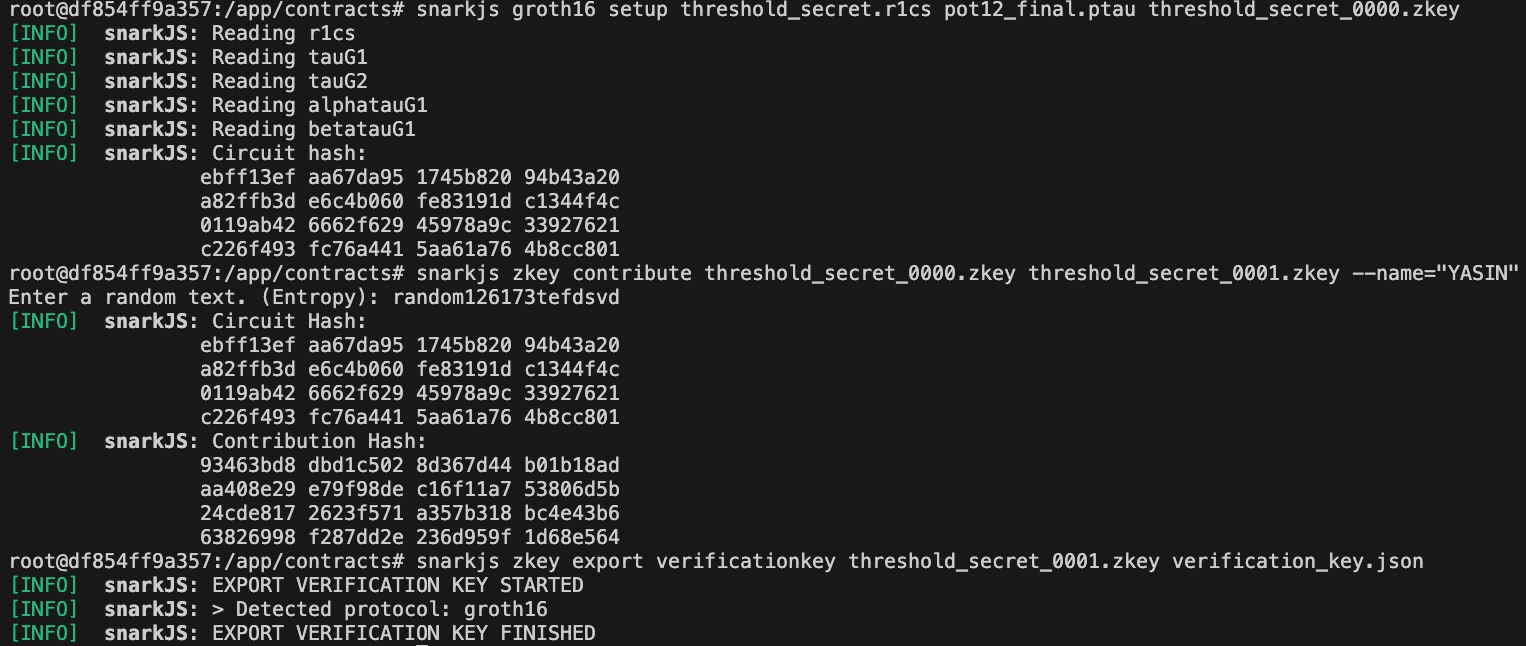 root@df854ff9a357:/app/contracts# snarkjs groth16 setup threshold_secret.r1cs pot12_final.ptau threshold_secret_0000.zkey
[INFO]  snarkJS: Reading r1cs
[INFO]  snarkJS: Reading tauG1
[INFO]  snarkJS: Reading tauG2
[INFO]  snarkJS: Reading alphatauG1
[INFO]  snarkJS: Reading betatauG1
[INFO]  snarkJS: Circuit hash:
ebff13ef aa67da95 1745b820 94b43a20
a82ffb3d e6c4b060 fe83191d c1344f4c
0119ab42 6662f629 45978a9c 33927621
c226f493 fc76a441 5aa61a76 4b8cc801
root@df854ff9a357:/app/contracts# snarkjs zkey contribute threshold_secret_0000.zkey threshold_secret_0001.zkey --name="YASIN"
Enter a random text. (Entropy): random126173tefdsvd
[INFO]  snarkJS: Circuit Hash:
ebff13ef aa67da95 1745b820 94b43a20
a82ffb3d e6c4b060 fe83191d c1344f4c
0119ab42 6662f629 45978a9c 33927621
c226f493 fc76a441 5aa61a76 4b8cc801
[INFO]  snarkJS: Contribution Hash:
93463bd8 dbd1c502 8d367d44 b01b18ad
aa408e29 e79f98de c16f11a7 53806d5b
24cde817 2623f571 a357b318 bc4e43b6
63826998 f287dd2e 236d959f 1d68e564
root@df854ff9a357:/app/contracts# snarkjs zkey export verificationkey threshold_secret_0001.zkey verification_key.json
[INFO]  snarkJS: EXPORT VERIFICATION KEY STARTED
[INFO]  snarkJS: > Detected protocol: groth16
[INFO]  snarkJS: EXPORT VERIFICATION KEY FINISHED